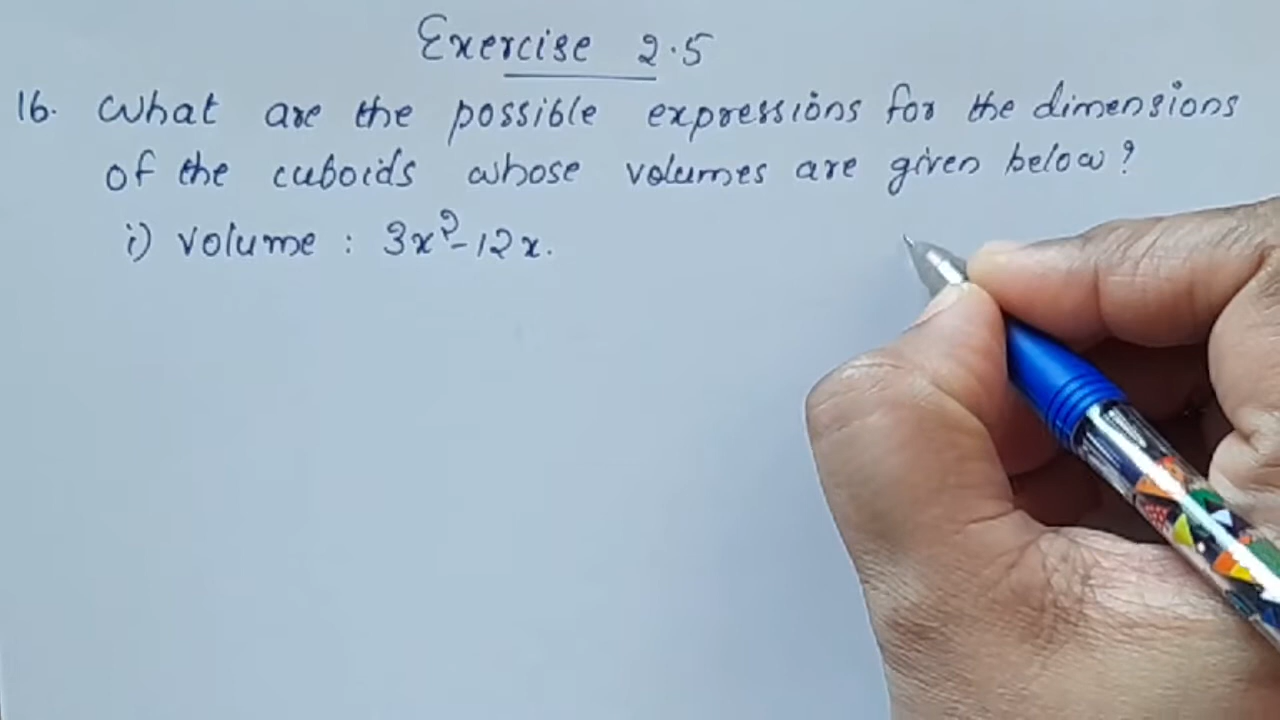 Exercise 2.5
16. What are the possible expressions for the dimensions
of the cuboids whose volumes are given below?
i) volume : 3x²-12x.